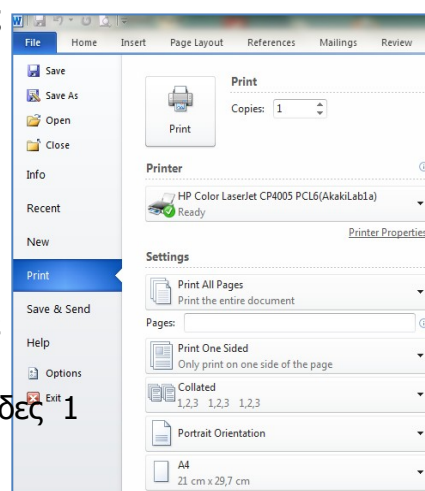 File Home Insert Page Layout References Mailings Review
Save
Save As
Open
Close
Info
Recent
New
Print
Save & Send
Help
Options
Exit
Print
Print
Copies: 1
Printer
HP Color LaserJet CP4005 PCL6(AkakiLab1a)
Ready
Printer Properties
Settings
Print All Pages
Print the entire document
Pages:
Print One Sided
Only print on one side of the page
Collated
1,2,3 1,2,3 1,2,3
Portrait Orientation
A4
21 cm x 29,7 cm
δες 1